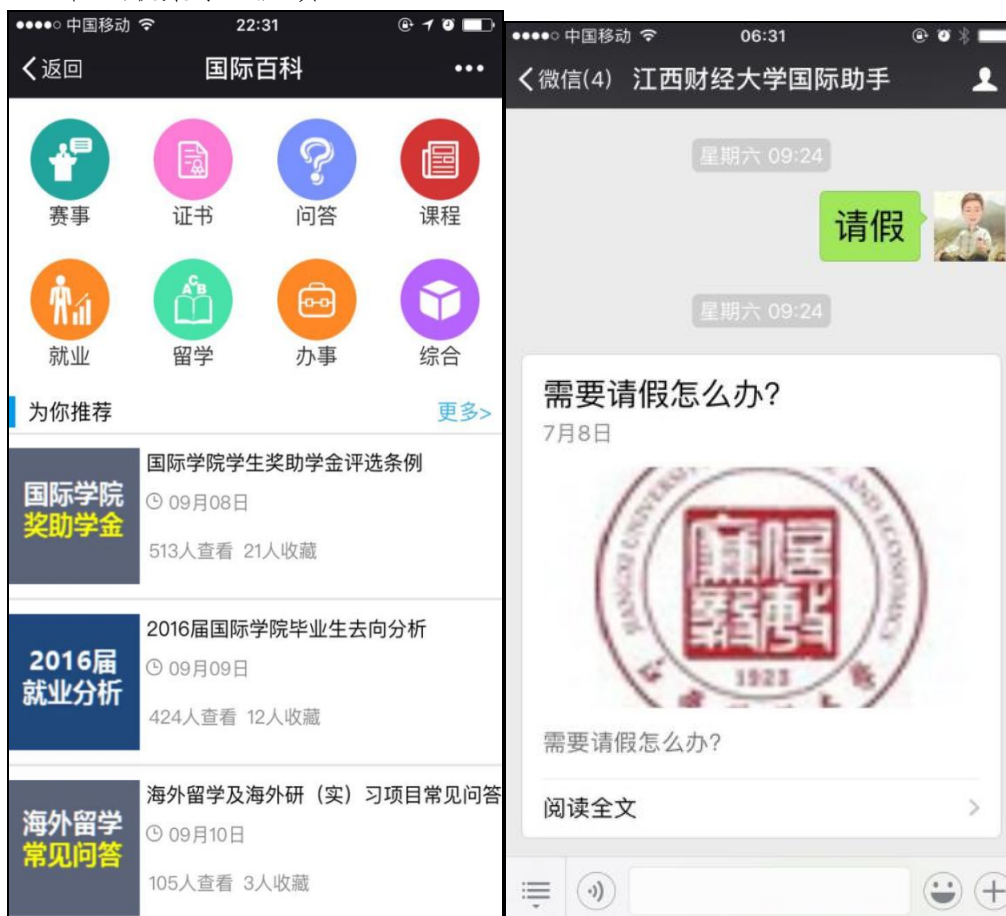 中国移动
22:31
返回
国际百科
赛事
证书
问答
课程
就业
留学
办事
综合
为你推荐
更多>
国际学院
奖助学金
国际学院学生奖助学金评选条例
09月08日
513人查看 21人收藏
2016届
就业分析
2016届国际学院毕业生去向分析
09月09日
424人查看 12人收藏
海外留学
常见问答
海外留学及海外研（实）习项目常见问答
09月10日
105人查看 3人收藏
中国移动
06:31
微信(4)
江西财经大学国际助手
星期六 09:24
请假
星期六 09:24
需要请假怎么办?
7月8日
1923
需要请假怎么办?
阅读全文